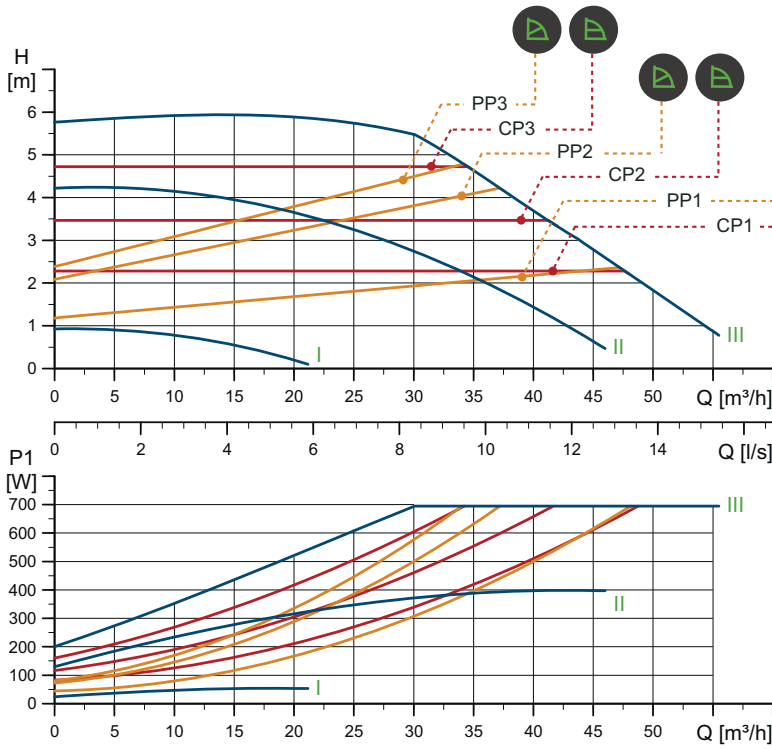 H
[m]
6
5
4
3
2
1
0
PP3
CP3
PP2
CP2
PP1
CP1
I
II
III
0 5 10 15 20 25 30 35 40 45 50 Q [m³/h]
0 2 4 6 8 10 12 14 Q [l/s]
P1
[W]
700
600
500
400
300
200
100
0
III
II
I
0 5 10 15 20 25 30 35 40 45 50 Q [m³/h]